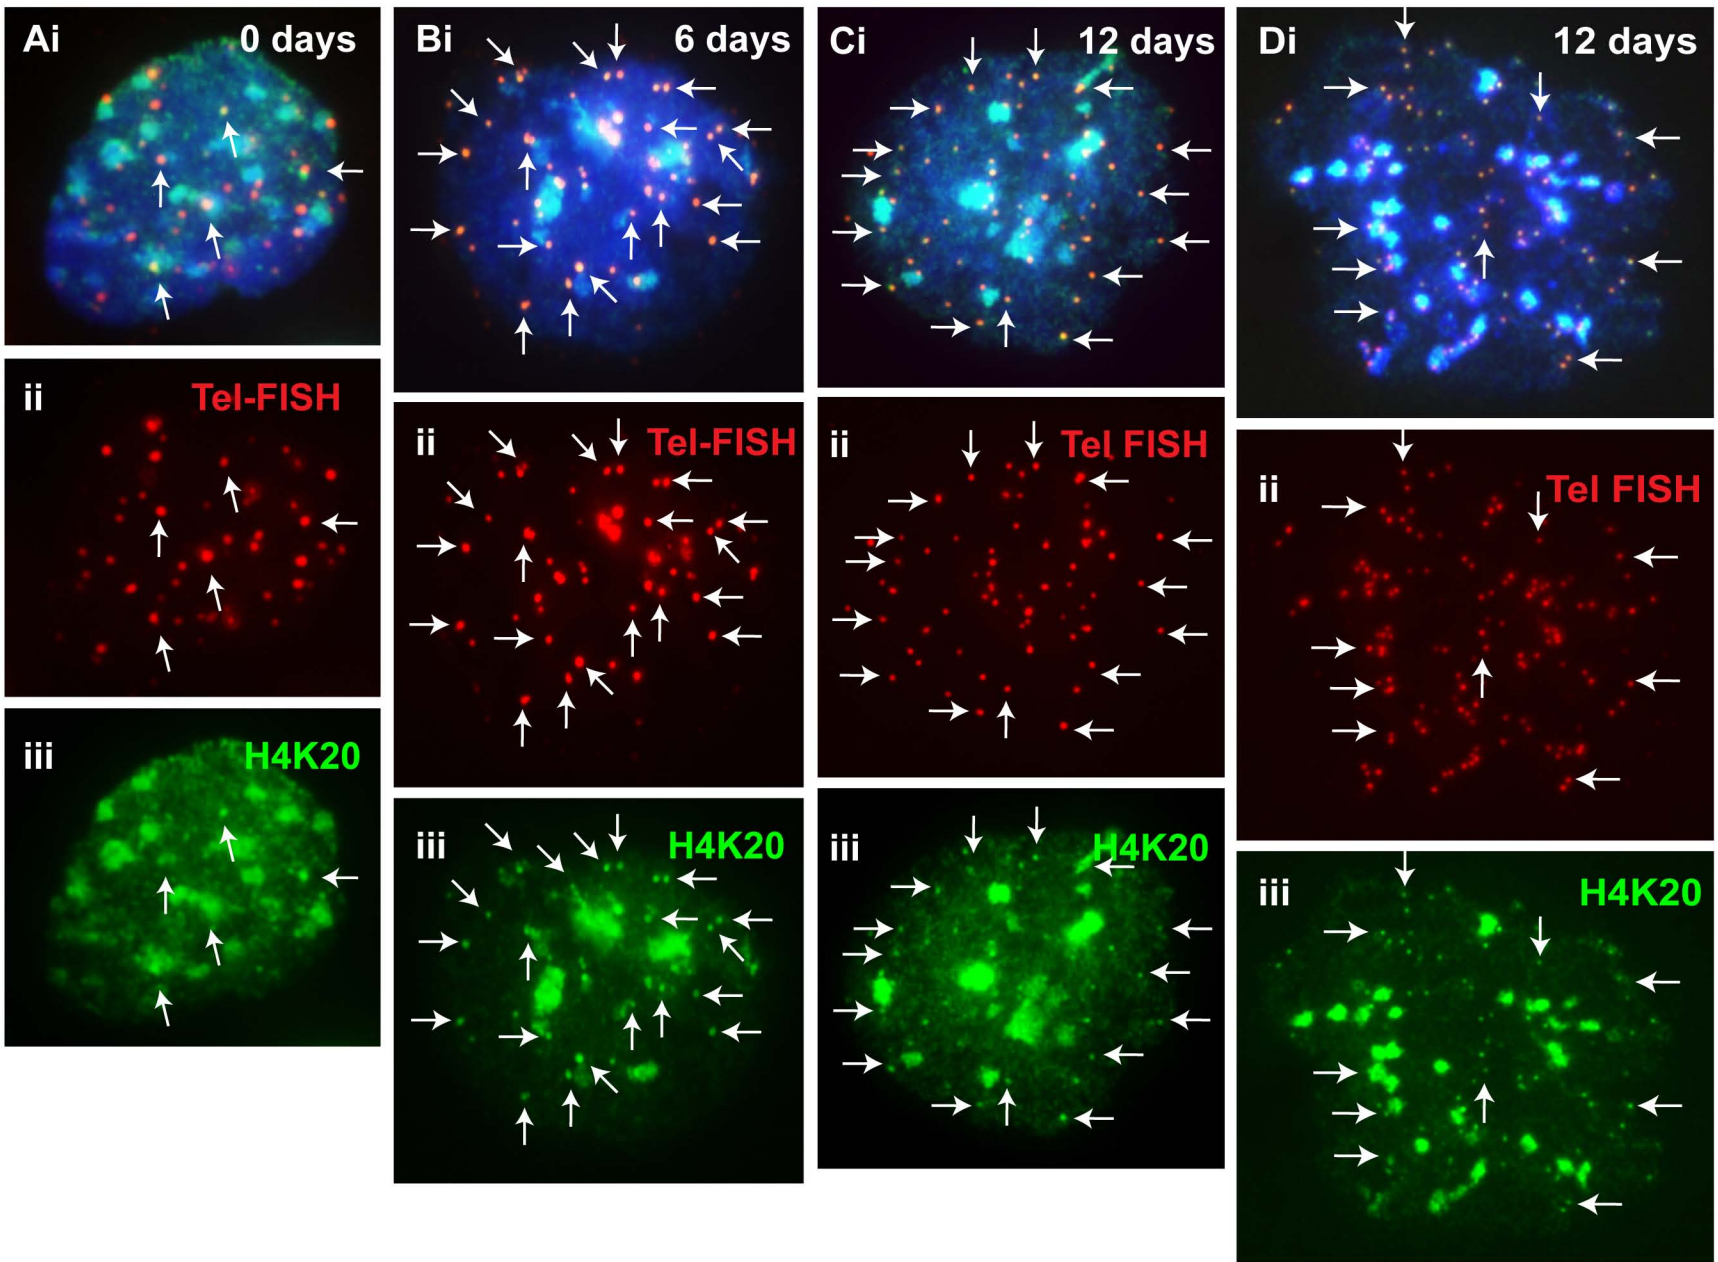 Ai 0 days
ii Tel-FISH
iii H4K20
Bi 6 days
ii Tel-FISH
iii H4K20
Ci 12 days
ii Tel FISH
iii H4K20
Di 12 days
ii Tel FISH
iii H4K20